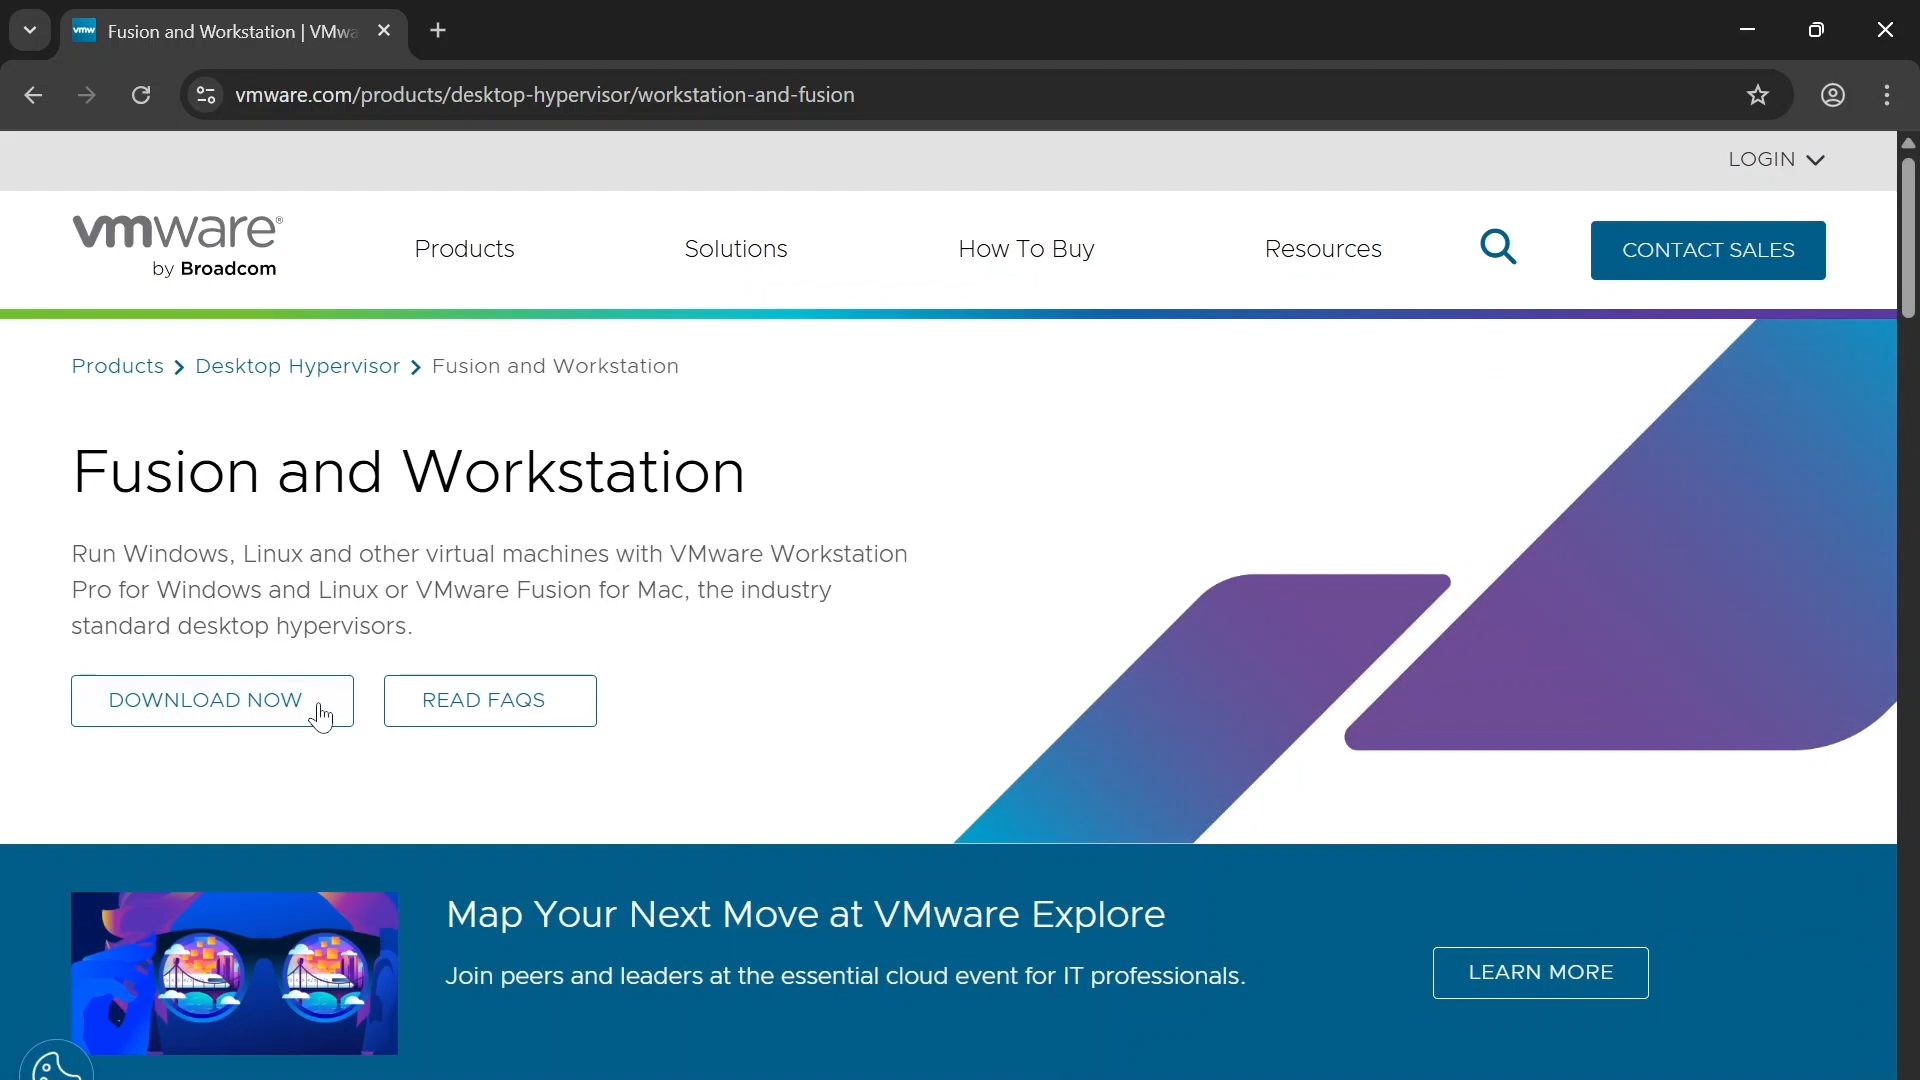 vmw Fusion and Workstation | VMwa
vmware.com/products/desktop-hypervisor/workstation-and-fusion
LOGIN
vmware®
by Broadcom
Products
Solutions
How To Buy
Resources
CONTACT SALES
Products > Desktop Hypervisor > Fusion and Workstation
Fusion and Workstation
Run Windows, Linux and other virtual machines with VMware Workstation
Pro for Windows and Linux or VMware Fusion for Mac, the industry
standard desktop hypervisors.
DOWNLOAD NOW
READ FAQS
Map Your Next Move at VMware Explore
Join peers and leaders at the essential cloud event for IT professionals.
LEARN MORE